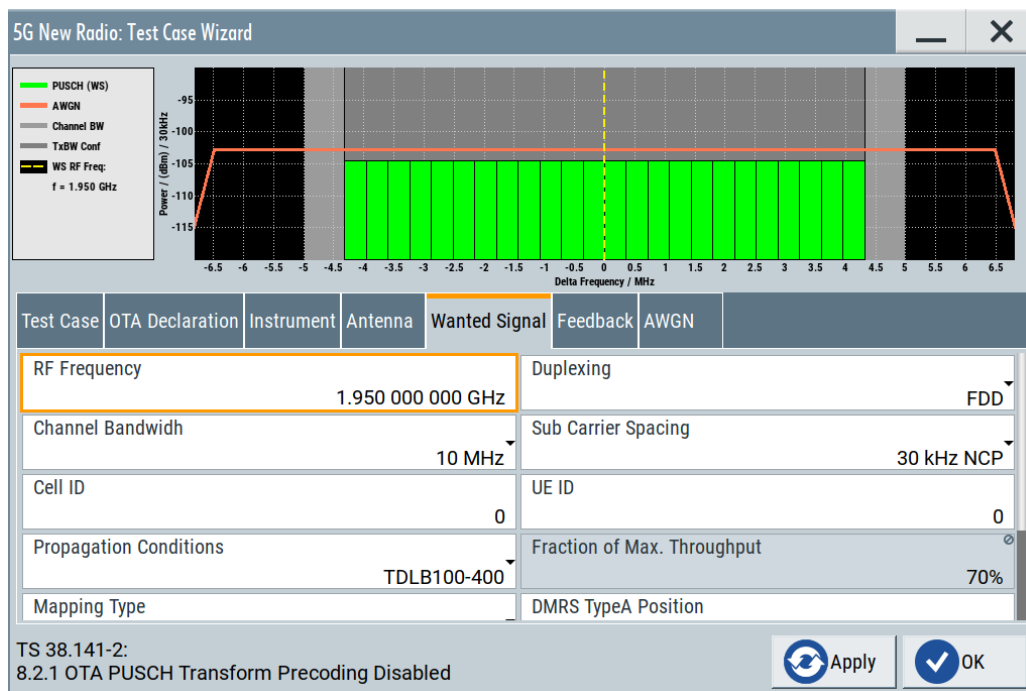 5G New Radio: Test Case Wizard
PUSCH (WS)
AWGN
Channel BW
TxBW Conf
WS RF Freq:
f = 1.950 GHz
Power / (dBm) / 30kHz
-95
-100
-105
-110
-115
-6.5 -6 -5.5 -5 -4.5 -4 -3.5 -3 -2.5 -2 -1.5 -1 -0.5 0 0.5 1 1.5 2 2.5 3 3.5 4 4.5 5 5.5 6 6.5
Delta Frequency / MHz
Test Case OTA Declaration Instrument Antenna Wanted Signal Feedback AWGN
RF Frequency Duplexing
1.950 000 000 GHz FDD
Channel Bandwidh Sub Carrier Spacing
10 MHz 30 kHz NCP
Cell ID UE ID
0 0
Propagation Conditions Fraction of Max. Throughput
TDLB100-400 70%
Mapping Type DMRS TypeA Position
TS 38.141-2:
8.2.1 OTA PUSCH Transform Precoding Disabled
Apply OK